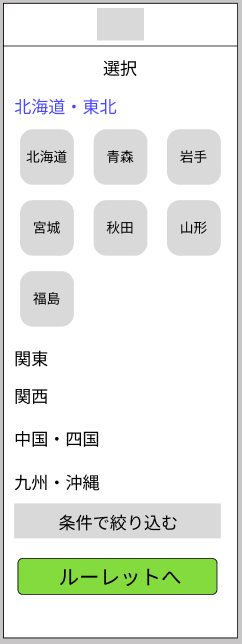 選択
北海道・東北
北海道 青森 岩手
宮城 秋田 山形
福島
関東
関西
中国・四国
九州・沖縄
条件で絞り込む
ルーレットへ